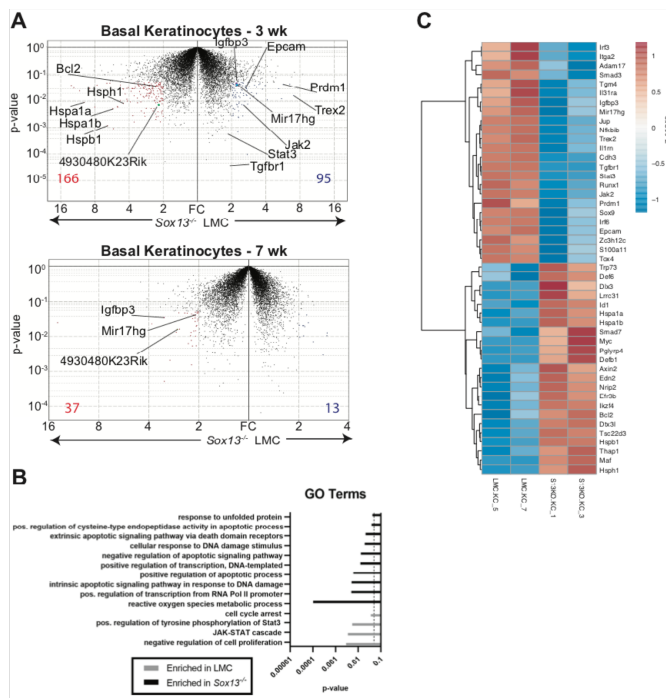 A
Basal Keratinocytes - 3 wk
Igfbp3
Epcam
Bcl2
Hsph1
Hspa1a
Hspa1b
Hspb1
4930480K23Rik
Prdm1
Trex2
Mir17hg
Jak2
Stat3
Tgfbr1
p-value
10⁰
10⁻¹
10⁻²
10⁻³
10⁻⁴
10⁻⁵
166
95
16 8 4 2 FC 2 4 8 16
Sox13⁻/⁻ LMC
Basal Keratinocytes - 7 wk
Igfbp3
Mir17hg
4930480K23Rik
p-value
10⁰
10⁻¹
10⁻²
10⁻³
10⁻⁴
37
13
16 8 4 2 FC 2 4
Sox13⁻/⁻ LMC
B
GO Terms
response to unfolded protein
pos. regulation of cysteine-type endopeptidase activity in apoptotic process
extrinsic apoptotic signaling pathway via death domain receptors
cellular response to DNA damage stimulus
negative regulation of apoptotic signaling pathway
positive regulation of transcription, DNA-templated
positive regulation of apoptotic process
intrinsic apoptotic signaling pathway in response to DNA damage
pos. regulation of transcription from RNA Pol II promoter
reactive oxygen species metabolic process
cell cycle arrest
pos. regulation of tyrosine phosphorylation of Stat3
JAK-STAT cascade
negative regulation of cell proliferation
0.00001 0.0001 0.001 0.01 0.1
p-value
Enriched in LMC
Enriched in Sox13⁻/⁻
C
Irf3
Itga2
Adam17
Smad3
Tgm4
Il31ra
Igfbp3
Mir17hg
Jup
Nfkbib
Trex2
Il1rn
Cdh3
Tgfbr1
Stat3
Runx1
Jak2
Prdm1
Sox9
Irf6
Epcam
Zc3h12c
S100a11
Tox4
Trp73
Def6
Dlx3
Lrrc31
Id1
Hspa1a
Hspa1b
Smad7
Myc
Pglyrp4
Defb1
Axin2
Edn2
Nrip2
Ikzf4
Bcl2
Tsc22d3
Hspb1
Thap1
Maf
Hsph1
LMC.KC_5
LMC.KC_7
S-3KO.KC_1
S-3KO.KC_3
1
0.5
0
−0.5
−1